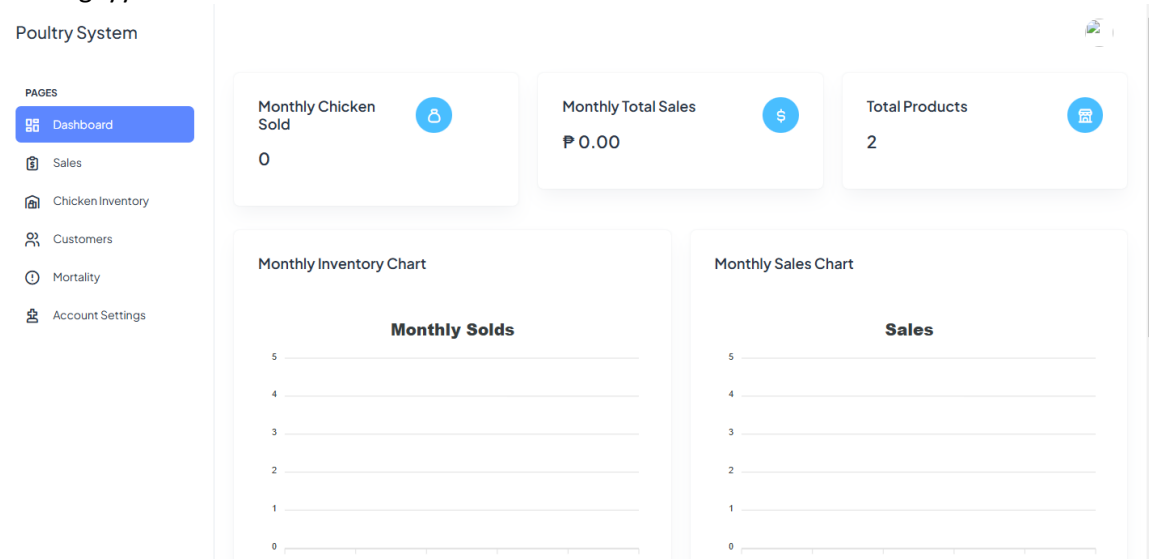 Poultry System
PAGES
Dashboard
Sales
Chicken Inventory
Customers
Mortality
Account Settings
Monthly Chicken
Sold
0
Monthly Total Sales
₱ 0.00
Total Products
2
Monthly Inventory Chart
Monthly Solds
5
4
3
2
1
0
Monthly Sales Chart
Sales
5
4
3
2
1
0